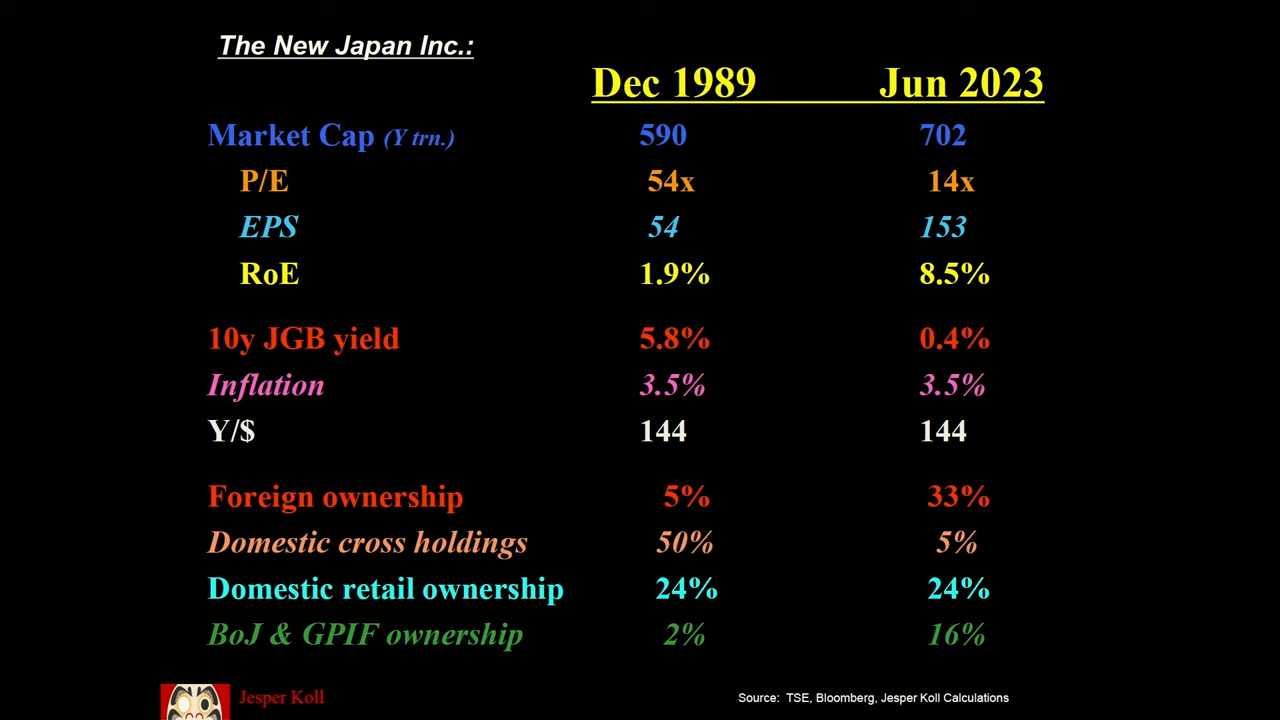 The New Japan Inc.:
Dec 1989 Jun 2023
Market Cap (Y trn.) 590 702
P/E 54x 14x
EPS 54 153
RoE 1.9% 8.5%
10y JGB yield 5.8% 0.4%
Inflation 3.5% 3.5%
Y/$ 144 144
Foreign ownership 5% 33%
Domestic cross holdings 50% 5%
Domestic retail ownership 24% 24%
BoJ & GPIF ownership 2% 16%
Jesper Koll
Source: TSE, Bloomberg, Jesper Koll Calculations